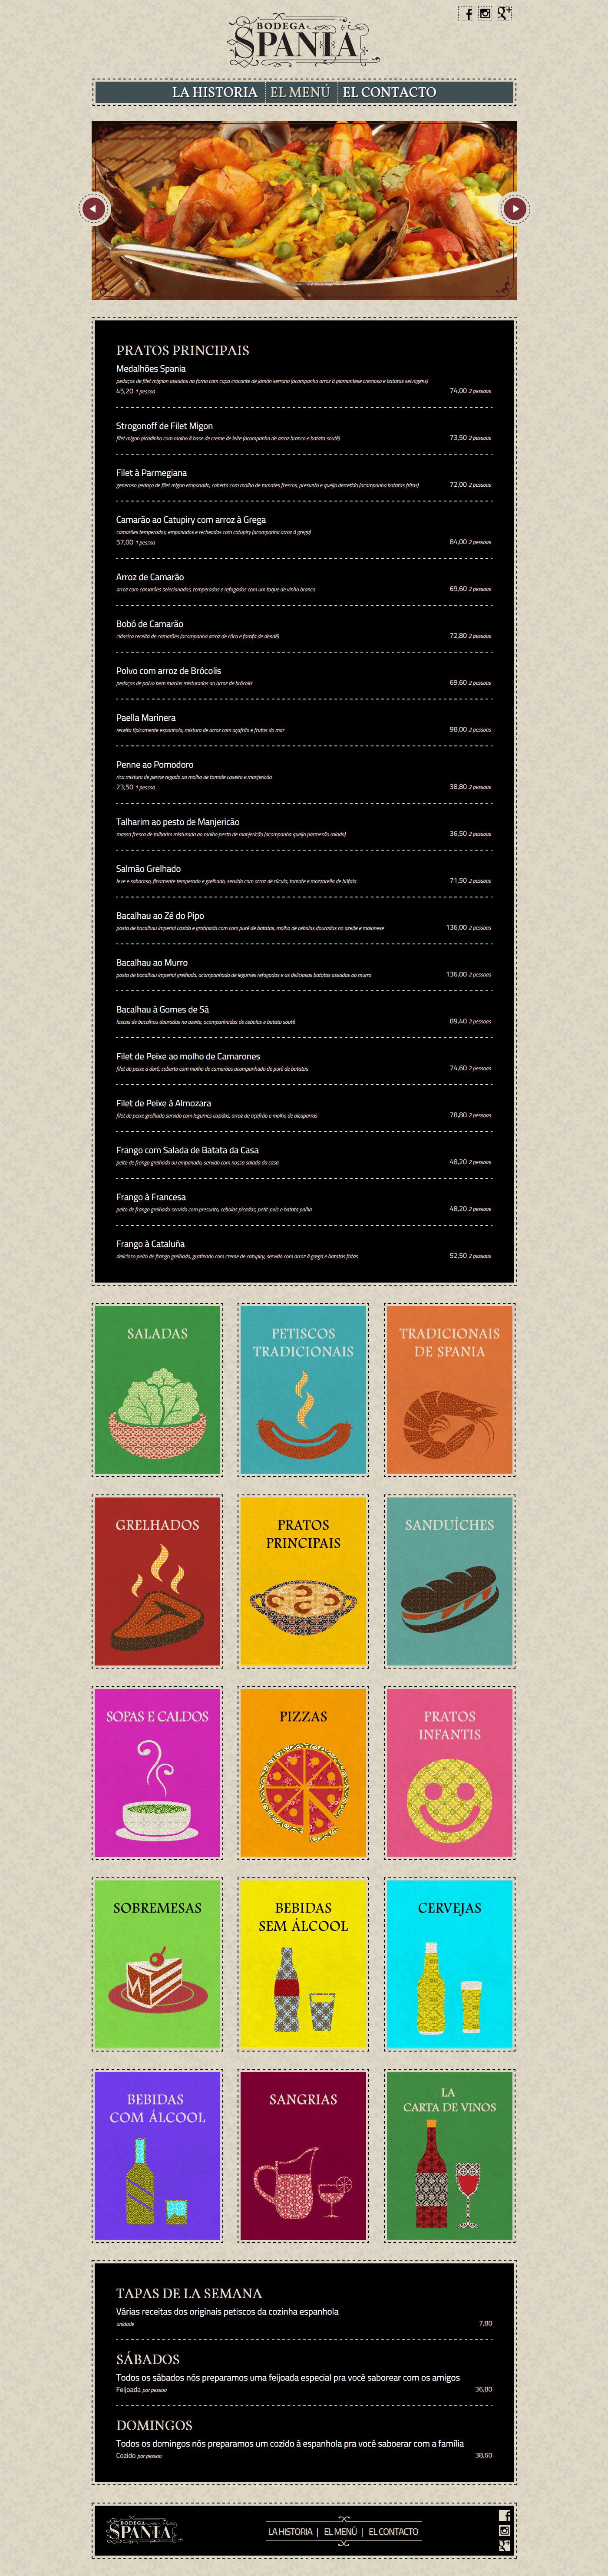 BODEGA
SPANIA
LA HISTORIA
EL MENÚ
EL CONTACTO
PRATOS PRINCIPAIS
Medalhões Spania
pedaços de filet mignon assados no forno com capa crocante de jamón serrano (acompanha arroz à piamontese cremoso e batatas selvagens)
45,20 1 pessoa
74,00 2 pessoas
Strogonoff de Filet Migon
filet mignon picadinho com molho à base de creme de leite (acompanha de arroz branco e batata sauté)
73,50 2 pessoas
Filet à Parmegiana
generoso pedaço de filet mignon empanado, coberto com molho de tomates frescos, presunto e queijo derretido (acompanha batatas fritas)
72,00 2 pessoas
Camarão ao Catupiry com arroz à Grega
camarões temperados, empanados e recheados com catupiry (acompanha arroz à grega)
57,00 1 pessoa
84,00 2 pessoas
Arroz de Camarão
arroz com camarões selecionados, temperados e refogados com um toque de vinho branco
69,60 2 pessoas
Bobó de Camarão
clássica receita de camarões (acompanha arroz de côco e farofa de dendê)
72,80 2 pessoas
Polvo com arroz de Brócolis
pedaços de polvo bem macios misturados ao arroz de brócolis
69,60 2 pessoas
Paella Marinera
receita tipicamente espanhola, mistura de arroz com açafrão e frutos do mar
98,00 2 pessoas
Penne ao Pomodoro
rica mistura de penne regado ao molho de tomate caseiro e manjericão
23,50 1 pessoa
38,80 2 pessoas
Talharim ao pesto de Manjericão
massa fresca de talharim misturada ao molho pesto de manjericão (acompanha queijo parmesão ralado)
36,50 2 pessoas
Salmão Grelhado
leve e saboroso, finamente temperado e grelhado, servido com arroz de rúcula, tomate e mozzarella de búfala
71,50 2 pessoas
Bacalhau ao Zé do Pipo
posta de bacalhau imperial cozida e gratinada com com purê de batatas, molho de cebolas douradas no azeite e maionese
136,00 2 pessoas
Bacalhau ao Murro
posta de bacalhau imperial grelhada, acompanhada de legumes refogados e as deliciosas batatas assadas ao murro
136,00 2 pessoas
Bacalhau à Gomes de Sá
lascas de bacalhau douradas no azeite, acompanhadas de cebolas e batata sauté
89,40 2 pessoas
Filet de Peixe ao molho de Camarones
filet de peixe à doré, coberto com molho de camarões acompanhado de purê de batatas
74,60 2 pessoas
Filet de Peixe à Almozara
filet de peixe grelhado servido com legumes cozidos, arroz de açafrão e molho de alcaparras
78,80 2 pessoas
Frango com Salada de Batata da Casa
peito de frango grelhado ou empanado, servido com nossa salada da casa
48,20 2 pessoas
Frango à Francesa
peito de frango grelhado servido com presunto, cebolas picadas, petit-pois e batata palha
48,20 2 pessoas
Frango à Cataluña
delicioso peito de frango grelhado, gratinado com creme de catupiry, servido com arroz à grega e batatas fritas
52,50 2 pessoas
SALADAS
PETISCOS
TRADICIONAIS
TRADICIONAIS
DE SPANIA
GRELHADOS
PRATOS
PRINCIPAIS
SANDUÍCHES
SOPAS E CALDOS
PIZZAS
PRATOS
INFANTIS
SOBREMESAS
BEBIDAS
SEM ÁLCOOL
CERVEJAS
BEBIDAS
COM ÁLCOOL
SANGRIAS
LA
CARTA DE VINOS
TAPAS DE LA SEMANA
Várias receitas dos originais petiscos da cozinha espanhola
unidade
7,80
SÁBADOS
Todos os sábados nós preparamos uma feijoada especial pra você saborear com os amigos
Feijoada por pessoa
36,80
DOMINGOS
Todos os domingos nós preparamos um cozido à espanhola pra você saboerar com a família
Cozido por pessoa
38,60
BODEGA
SPANIA
LA HISTORIA | EL MENÚ | EL CONTACTO